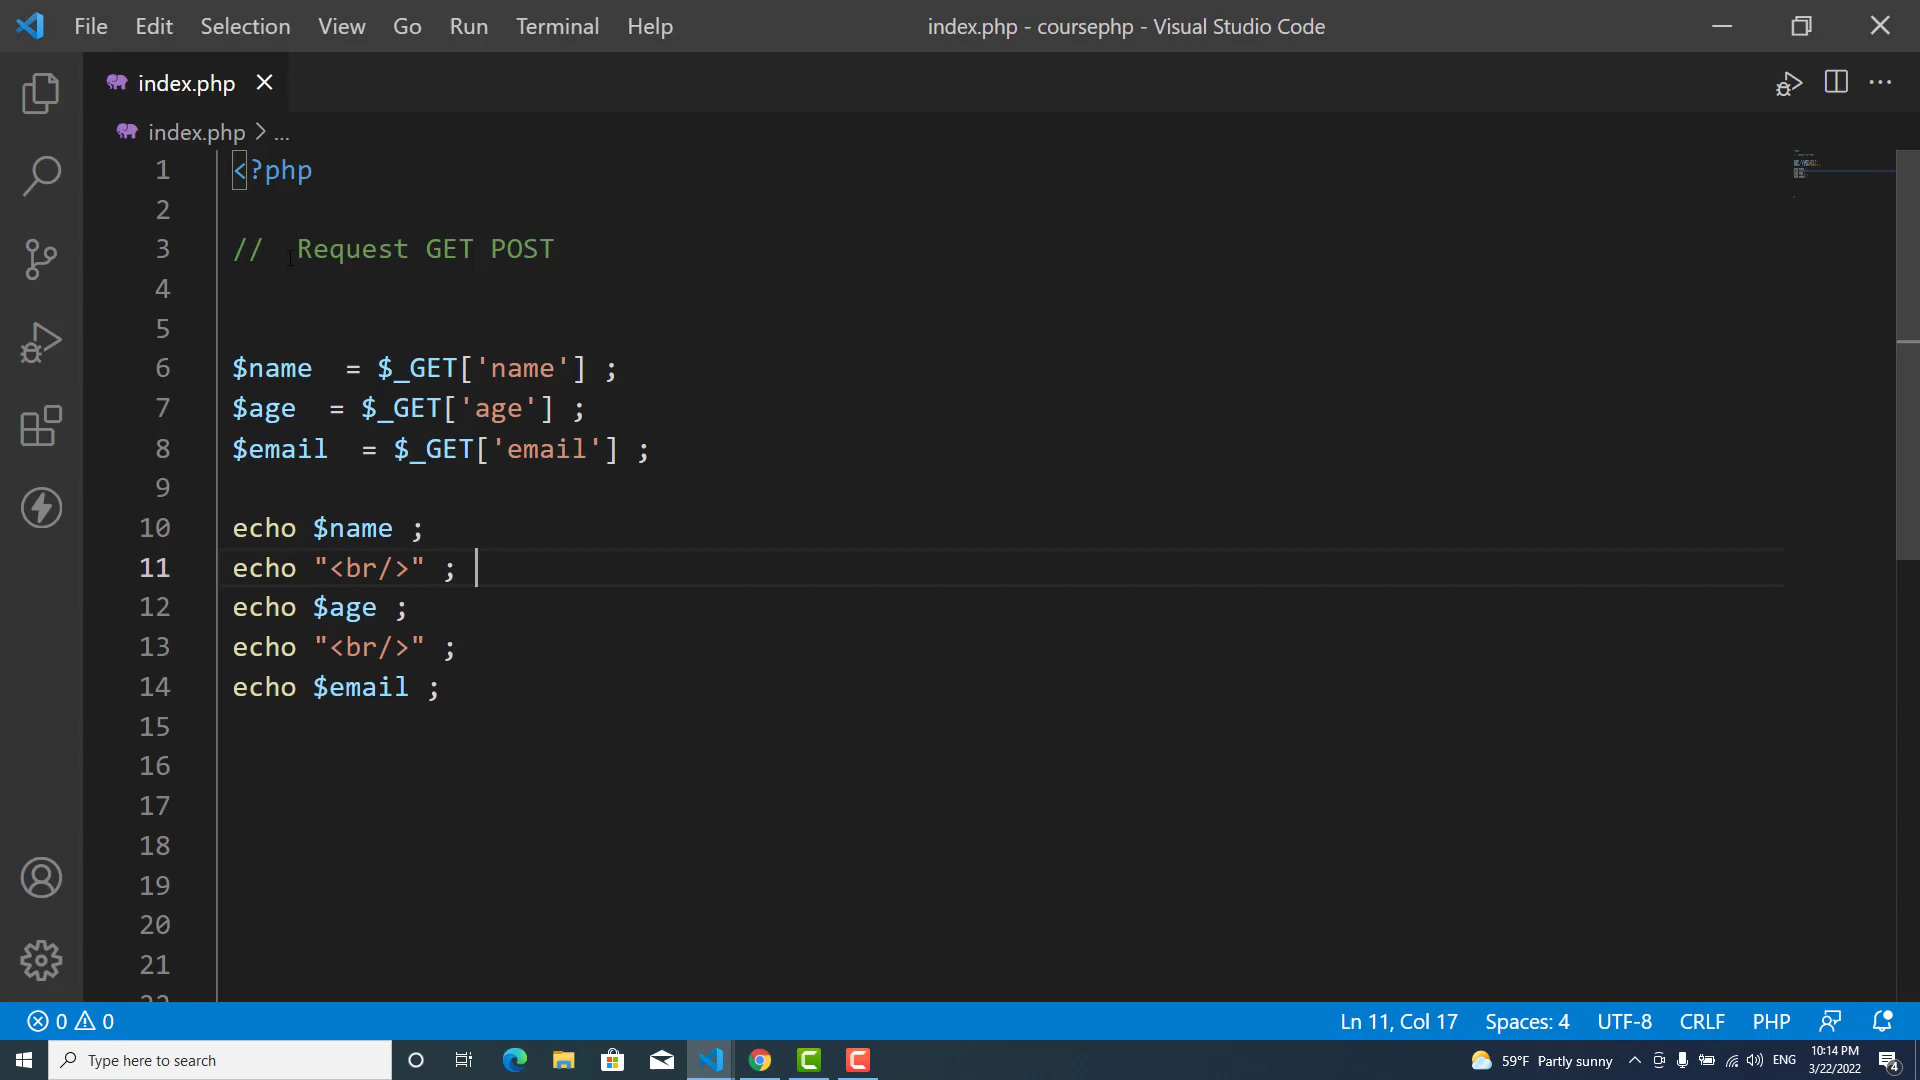 File Edit Selection View Go Run Terminal Help index.php - coursephp - Visual Studio Code
index.php
index.php > ...
1 <?php
2
3 //  Request GET POST
4
5
6 $name  = $_GET['name'] ;
7 $age  = $_GET['age'] ;
8 $email  = $_GET['email'] ;
9
10 echo $name ;
11 echo "<br/>" ;
12 echo $age ;
13 echo "<br/>" ;
14 echo $email ;
15
16
17
18
19
20
21
0 0 Ln 11, Col 17 Spaces: 4 UTF-8 CRLF PHP
Type here to search 59°F Partly sunny ENG 10:14 PM
3/22/2022 4